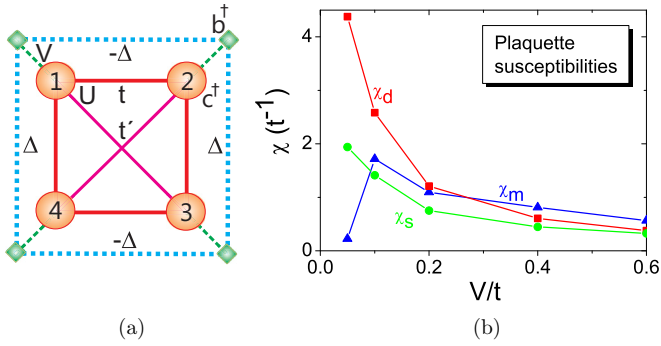 b†
-Δ
V
1
2
U
t
c†
t´
Δ
Δ
4
3
-Δ
(a)
4
Plaquette
susceptibilities
χd
χ (t⁻¹)
2
χm
χs
0
0.0
0.2
0.4
0.6
V/t
(b)